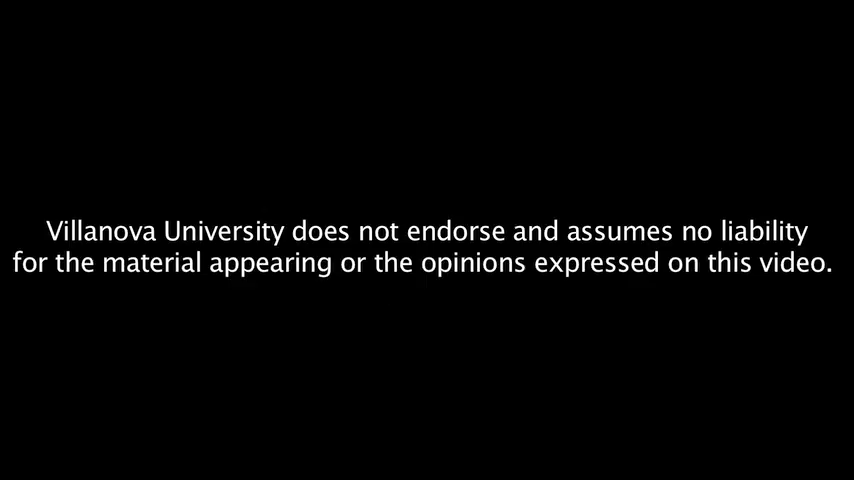 Villanova University does not endorse and assumes no liability
for the material appearing or the opinions expressed on this video.